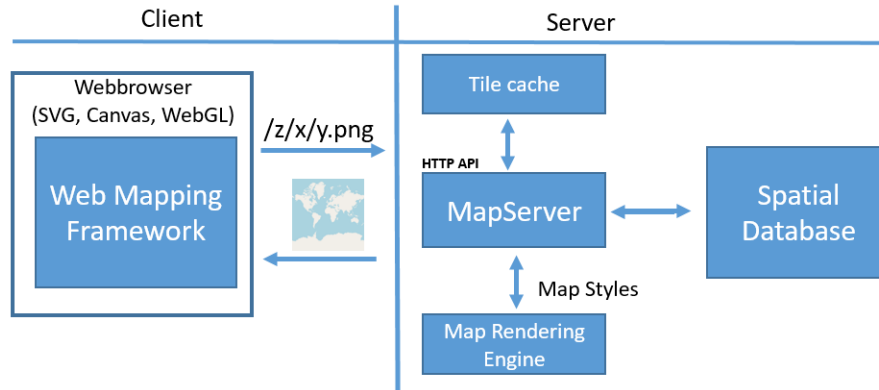 Client
Server
Webbrowser
(SVG, Canvas, WebGL)
Web Mapping
Framework
/z/x/y.png
Tile cache
HTTP API
MapServer
Spatial
Database
Map Styles
Map Rendering
Engine